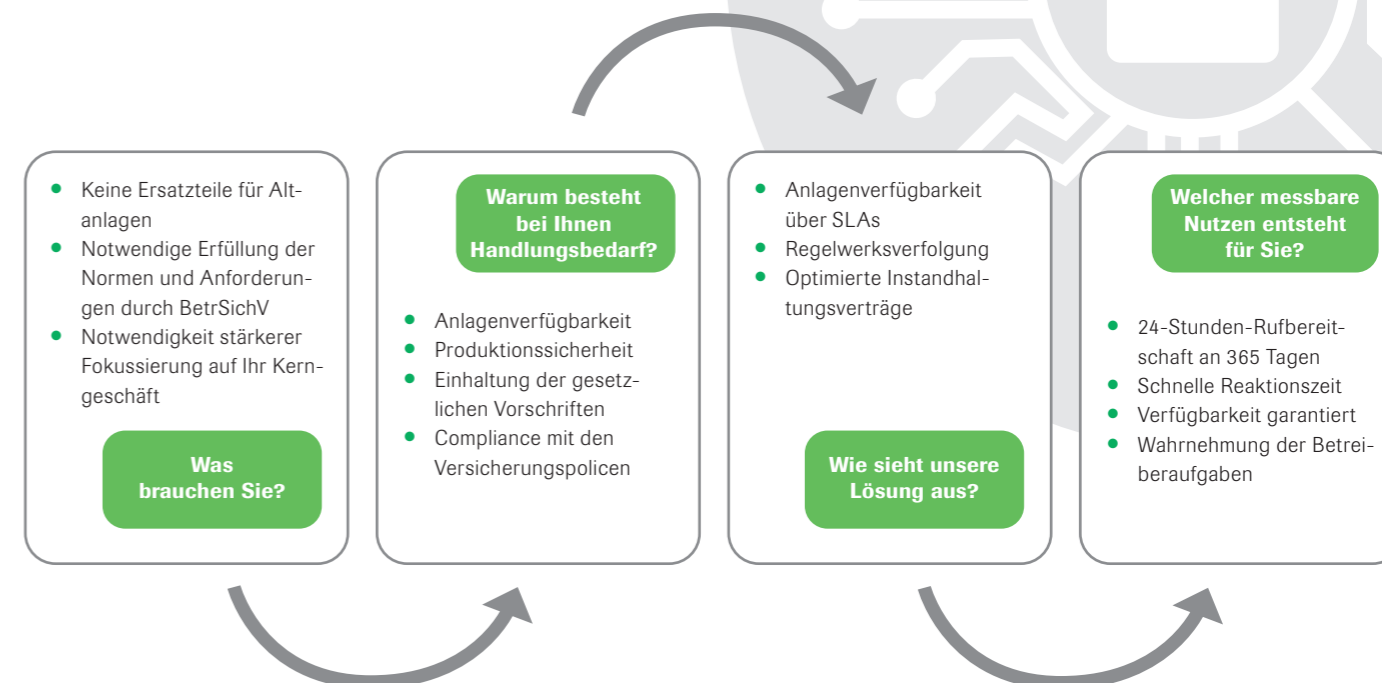 • Keine Ersatzteile für Alt-
anlagen
• Notwendige Erfüllung der
Normen und Anforderun-
gen durch BetrSichV
• Notwendigkeit stärkerer
Fokussierung auf Ihr Kern-
geschäft
Was
brauchen Sie?
Warum besteht
bei Ihnen
Handlungsbedarf?
• Anlagenverfügbarkeit
• Produktionssicherheit
• Einhaltung der gesetz-
lichen Vorschriften
• Compliance mit den
Versicherungspolicen
• Anlagenverfügbarkeit
über SLAs
• Regelwerksverfolgung
• Optimierte Instandhal-
tungsverträge
Wie sieht unsere
Lösung aus?
Welcher messbare
Nutzen entsteht
für Sie?
• 24-Stunden-Rufbereit-
schaft an 365 Tagen
• Schnelle Reaktionszeit
• Verfügbarkeit garantiert
• Wahrnehmung der Betrei-
beraufgaben